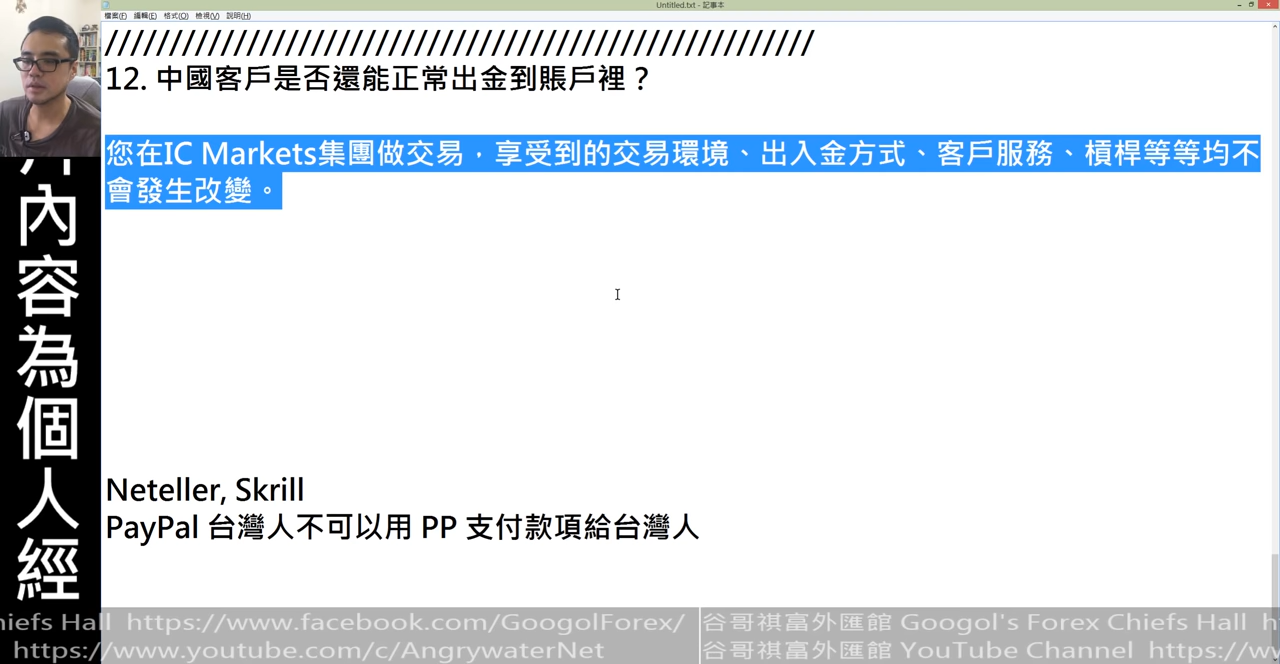 Untitled.txt - 記事本
檔案(F) 編輯(E) 格式(O) 檢視(V) 說明(H)
////////////////////////////////////////////////////////
12. 中國客戶是否還能正常出金到賬戶裡？
您在IC Markets集團做交易，享受到的交易環境、出入金方式、客戶服務、槓桿等等均不
會發生改變。
Neteller, Skrill
PayPal 台灣人不可以用 PP 支付款項給台灣人
內容為個人經
hiefs Hall https://www.facebook.com/GoogolForex/
https://www.youtube.com/c/AngrywaterNet
谷哥祺富外匯館 Googol's Forex Chiefs Hall
谷哥祺富外匯館 YouTube Channel https://ww